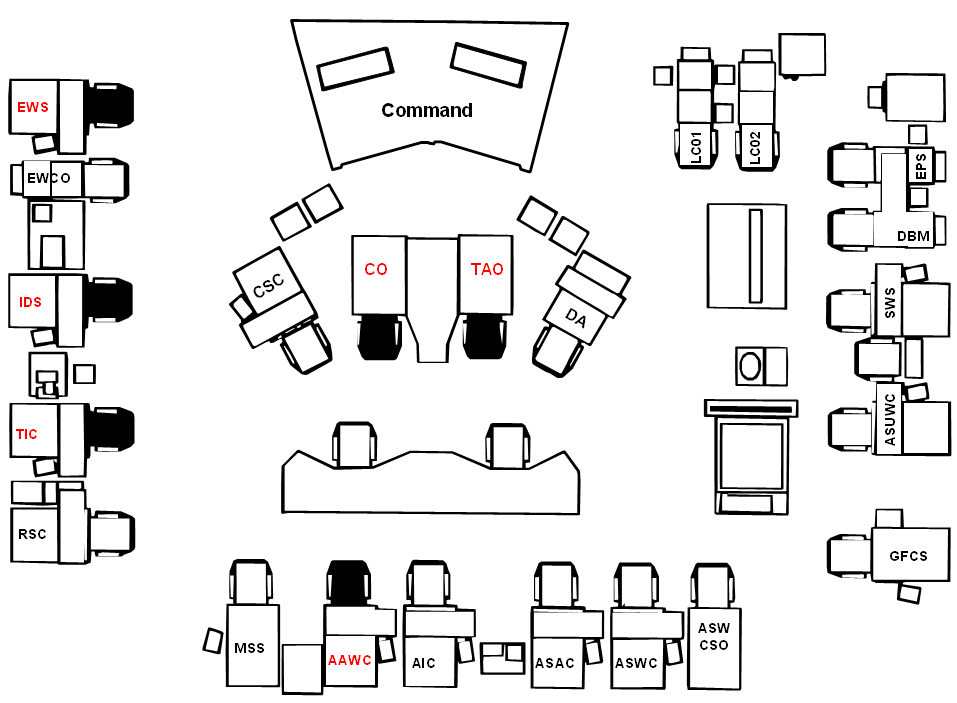 Command
EWS
EWCO
IDS
TIC
RSC
CSC
CO
TAO
DA
LC01
LC02
EPS
DBM
SWS
ASUWC
GFCS
MSS
AAWC
AIC
ASAC
ASWC
ASW
CSO